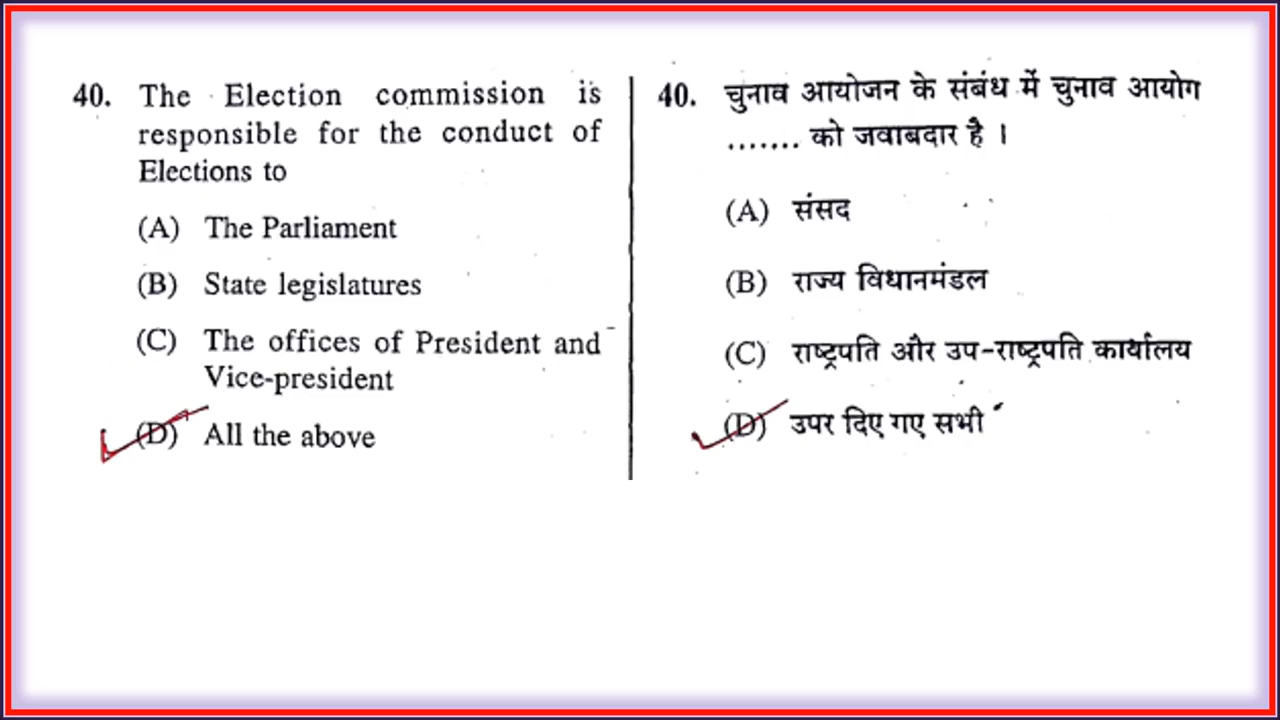 40. The Election commission is
responsible for the conduct of
Elections to
(A) The Parliament
(B) State legislatures
(C) The offices of President and
Vice-president
(D) All the above
40. चुनाव आयोजन के संबंध में चुनाव आयोग
....... को जवाबदार है ।
(A) संसद
(B) राज्य विधानमंडल
(C) राष्ट्रपति और उप-राष्ट्रपति कार्यालय
(D) उपर दिए गए सभी